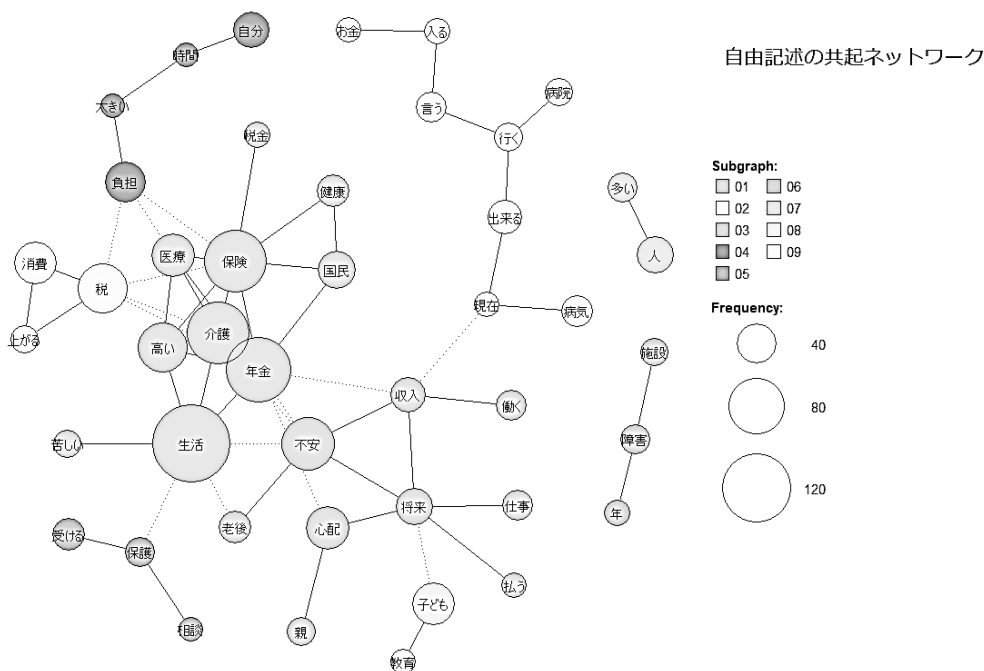 自由記述の共起ネットワーク
自分
お金
入る
時間
病院
大きい
言う
税金
行く
負担
健康
多い
出来る
医療
保険
人
消費
国民
税
現在
病気
介護
上がる
高い
施設
年金
収入
働く
苦しい
生活
不安
障害
将来
仕事
年
受ける
老後
心配
保護
払う
子ども
相談
親
教育
Subgraph:
01 06
02 07
03 08
04 09
05
Frequency:
40
80
120